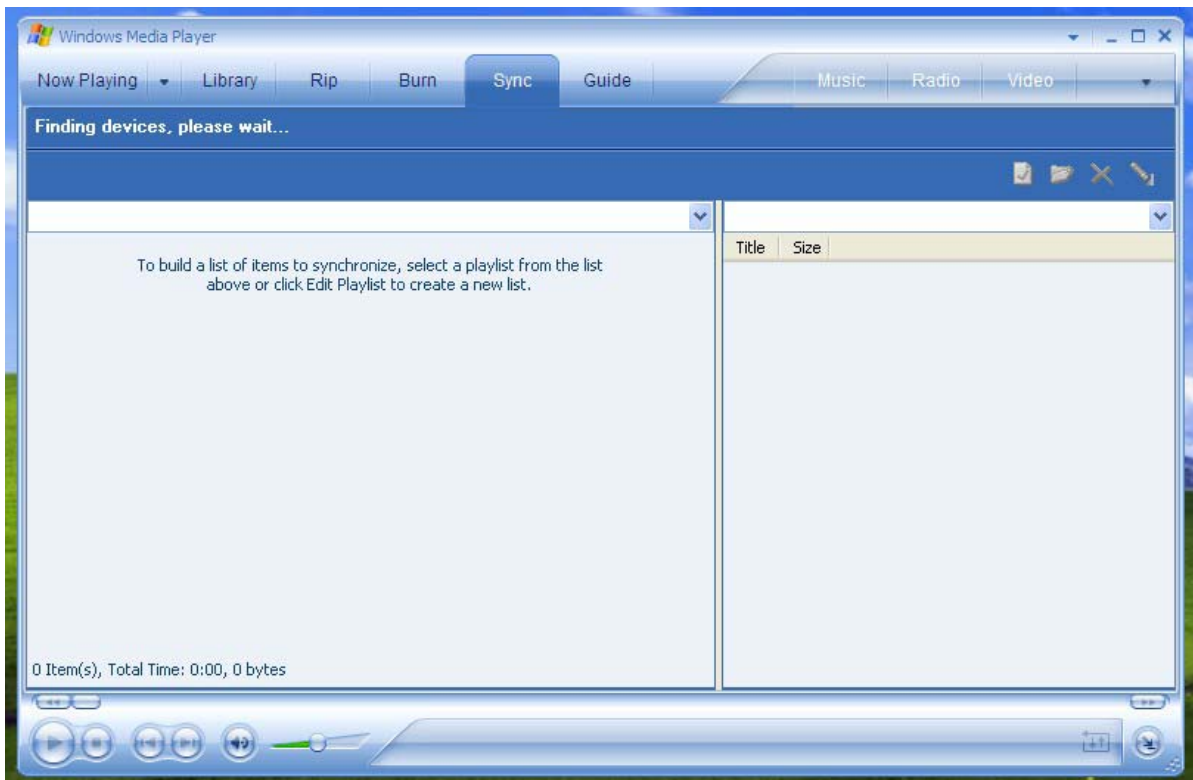 Windows Media Player
Now Playing Library Rip Burn Sync Guide Music Radio Video
Finding devices, please wait...
To build a list of items to synchronize, select a playlist from the list
above or click Edit Playlist to create a new list.
Title Size
0 Item(s), Total Time: 0:00, 0 bytes